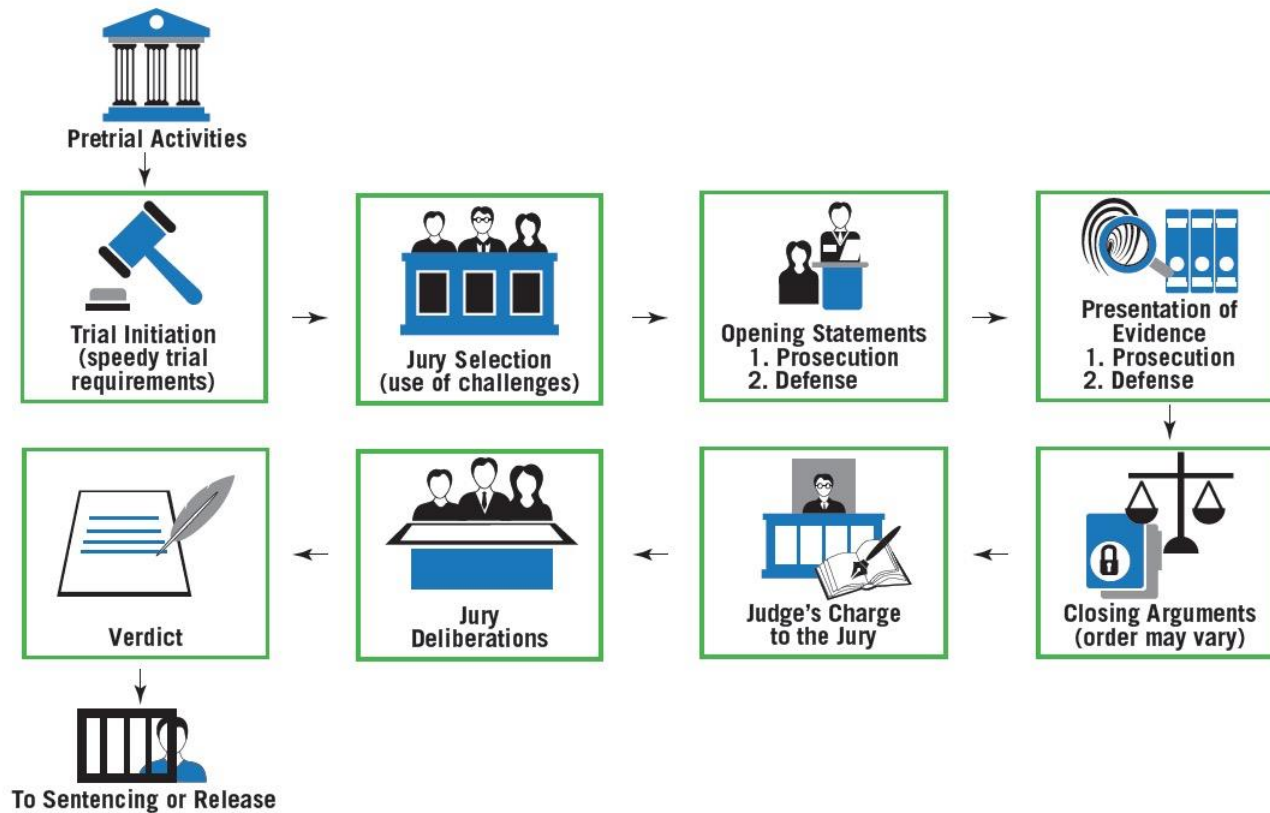 Pretrial Activities
Trial Initiation
(speedy trial
requirements)
Jury Selection
(use of challenges)
Opening Statements
1. Prosecution
2. Defense
Presentation of
Evidence
1. Prosecution
2. Defense
Closing Arguments
(order may vary)
Judge's Charge
to the Jury
Jury
Deliberations
Verdict
To Sentencing or Release